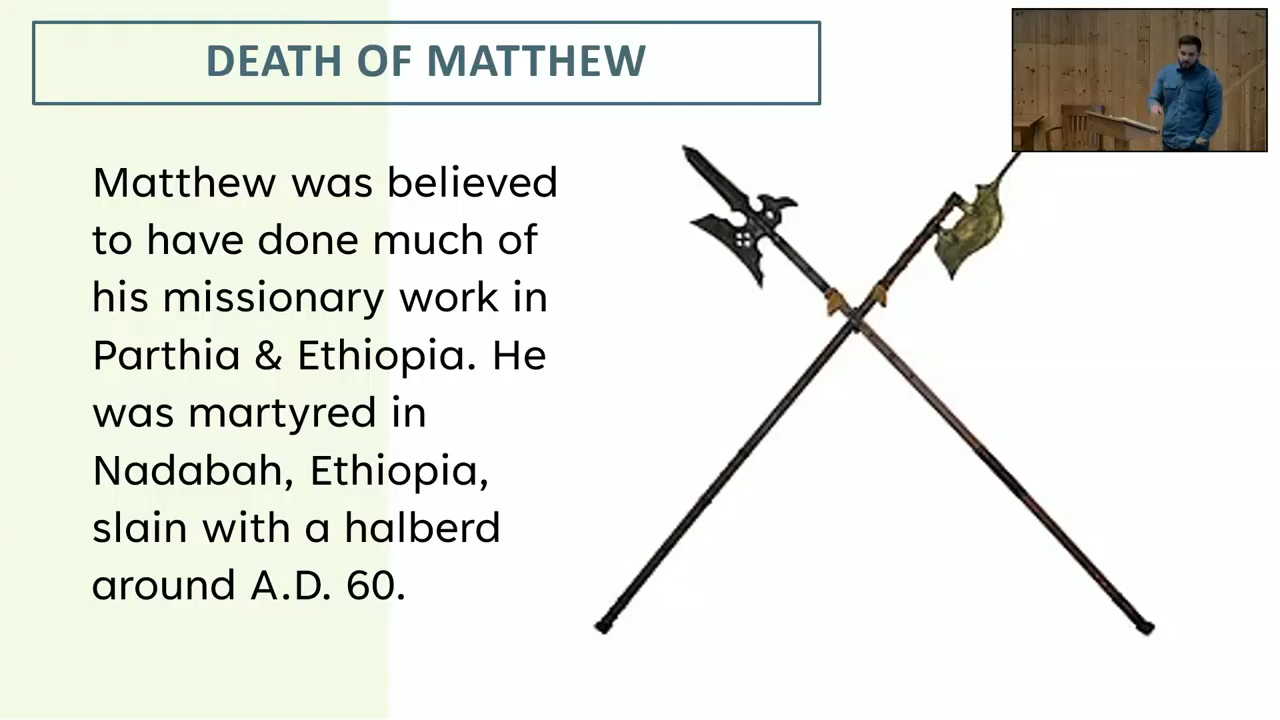 DEATH OF MATTHEW
Matthew was believed
to have done much of
his missionary work in
Parthia & Ethiopia. He
was martyred in
Nadabah, Ethiopia,
slain with a halberd
around A.D. 60.